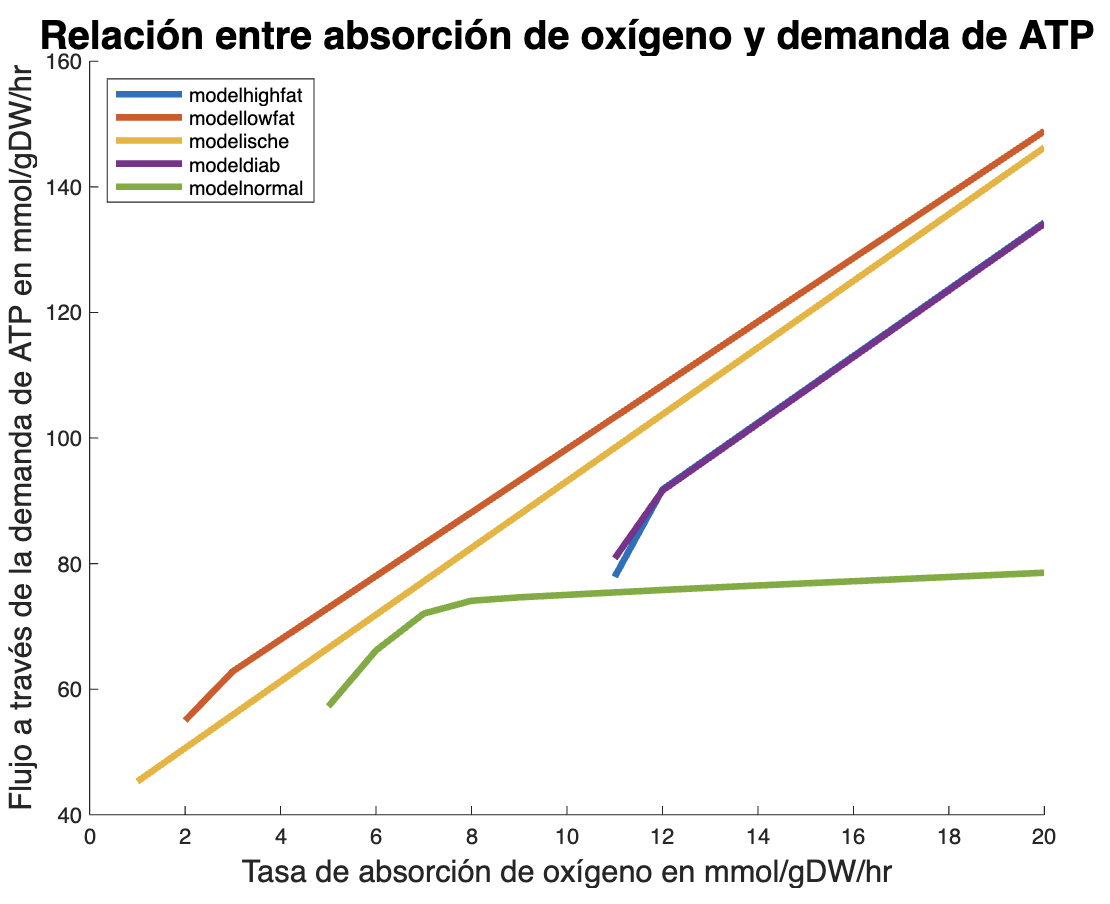 Relación entre absorción de oxígeno y demanda de ATP
Flujo a través de la demanda de ATP en mmol/gDW/hr
160
140
120
100
80
60
40
modelhighfat
modellowfat
modelische
modeldiab
modelnormal
0 2 4 6 8 10 12 14 16 18 20
Tasa de absorción de oxígeno en mmol/gDW/hr